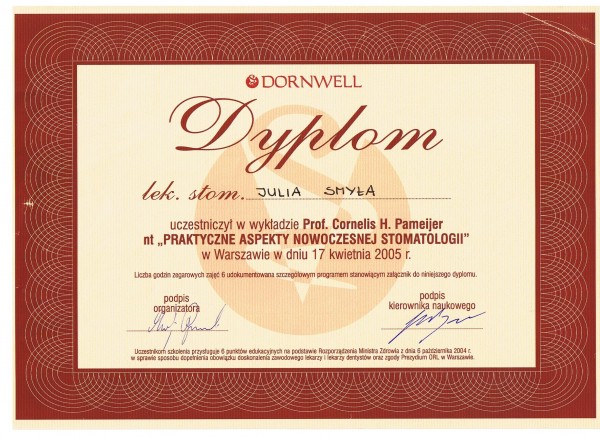 DORNWELL
Dyplom
lek. stom. JULIA SMYŁA
uczestniczył w wykładzie Prof. Cornelis H. Pameijer
nt „PRAKTYCZNE ASPEKTY NOWOCZESNEJ STOMATOLOGII”
w Warszawie w dniu 17 kwietnia 2005 r.
Liczba godzin zegarowych zajęć 6 udokumentowana szczegółowym programem stanowiącym załącznik do niniejszego dyplomu.
podpis
organizatora
podpis
kierownika naukowego
Uczestnikom szkolenia przysługuje 6 punktów edukacyjnych na podstawie Rozporządzenia Ministra Zdrowia z dnia 6 października 2004 r.
w sprawie sposobu dopełnienia obowiązku doskonalenia zawodowego lekarzy i lekarzy dentystów oraz zgody Prezydium ORL w Warszawie.